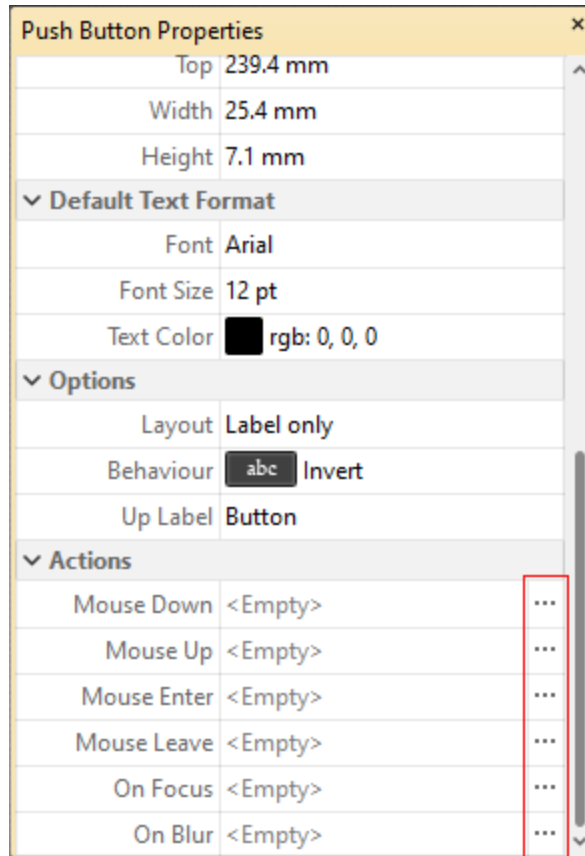 Push Button Properties
Top 239.4 mm
Width 25.4 mm
Height 7.1 mm
Default Text Format
Font Arial
Font Size 12 pt
Text Color rgb: 0, 0, 0
Options
Layout Label only
Behaviour abc Invert
Up Label Button
Actions
Mouse Down <Empty> ...
Mouse Up <Empty> ...
Mouse Enter <Empty> ...
Mouse Leave <Empty> ...
On Focus <Empty> ...
On Blur <Empty> ...